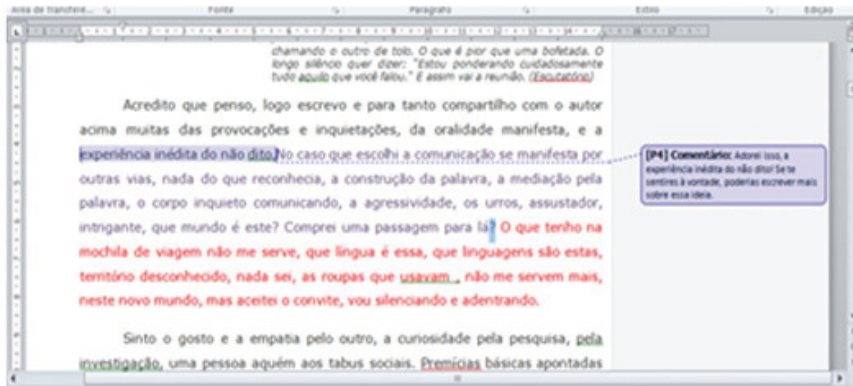 Área de Transferê... Fonte Parágrafo Estilo Edição
chamando o outro de tolo. O que é pior que uma bofetada. O
longo silêncio quer dizer: "Estou ponderando cuidadosamente
tudo aquilo que você falou." E assim vai a reunião. (Escutatório)
Acredito que penso, logo escrevo e para tanto compartilho com o autor
acima muitas das provocações e inquietações, da oralidade manifesta, e a
experiência inédita do não dito.No caso que escolhi a comunicação se manifesta por
outras vias, nada do que reconhecia, a construção da palavra, a mediação pela
palavra, o corpo inquieto comunicando, a agressividade, os urros, assustador,
intrigante, que mundo é este? Comprei uma passagem para lá? O que tenho na
mochila de viagem não me serve, que língua é essa, que linguagens são estas,
território desconhecido, nada sei, as roupas que usavam , não me servem mais,
neste novo mundo, mas aceitei o convite, vou silenciando e adentrando.
Sinto o gosto e a empatia pelo outro, a curiosidade pela pesquisa, pela
investigação, uma pessoa aquém aos tabus sociais. Premícias básicas apontadas
[P4] Comentário: Adorei isso, a
experiência inédita do não dito! Se te
sentires à vontade, poderias escrever mais
sobre essa ideia.